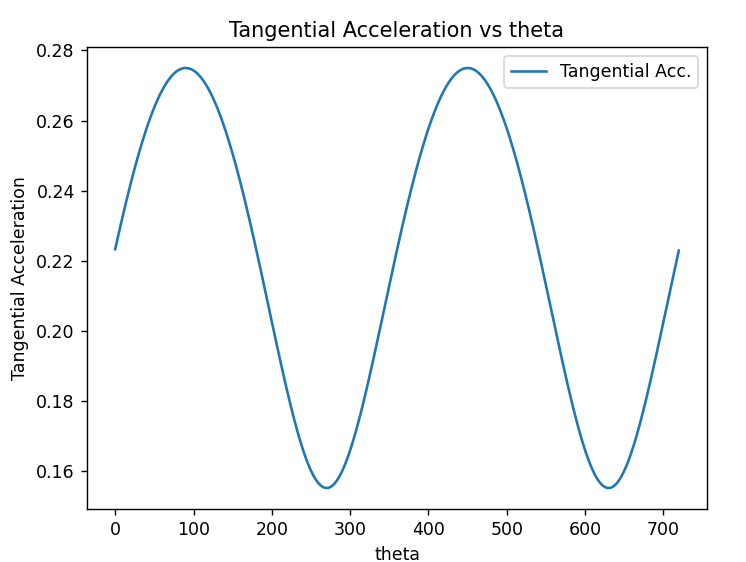 Tangential Acceleration vs theta
Tangential Acc.
Tangential Acceleration
0.28
0.26
0.24
0.22
0.20
0.18
0.16
0 100 200 300 400 500 600 700
theta